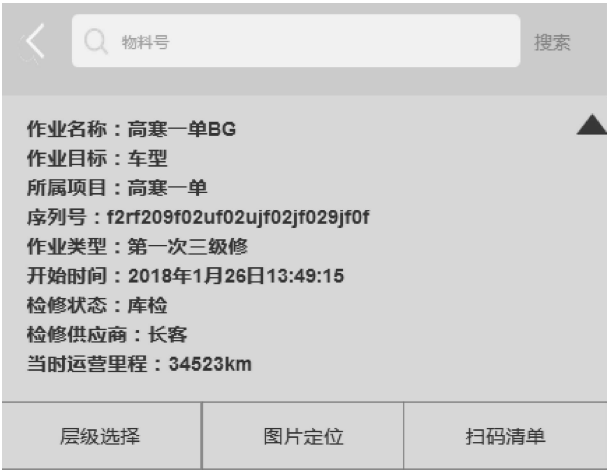 物料号 搜索
作业名称：高寒一单BG
作业目标：车型
所属项目：高寒一单
序列号：f2rf209f02uf02ujf02jf029jf0f
作业类型：第一次三级修
开始时间：2018年1月26日13:49:15
检修状态：库检
检修供应商：长客
当时运营里程：34523km
层级选择 图片定位 扫码清单